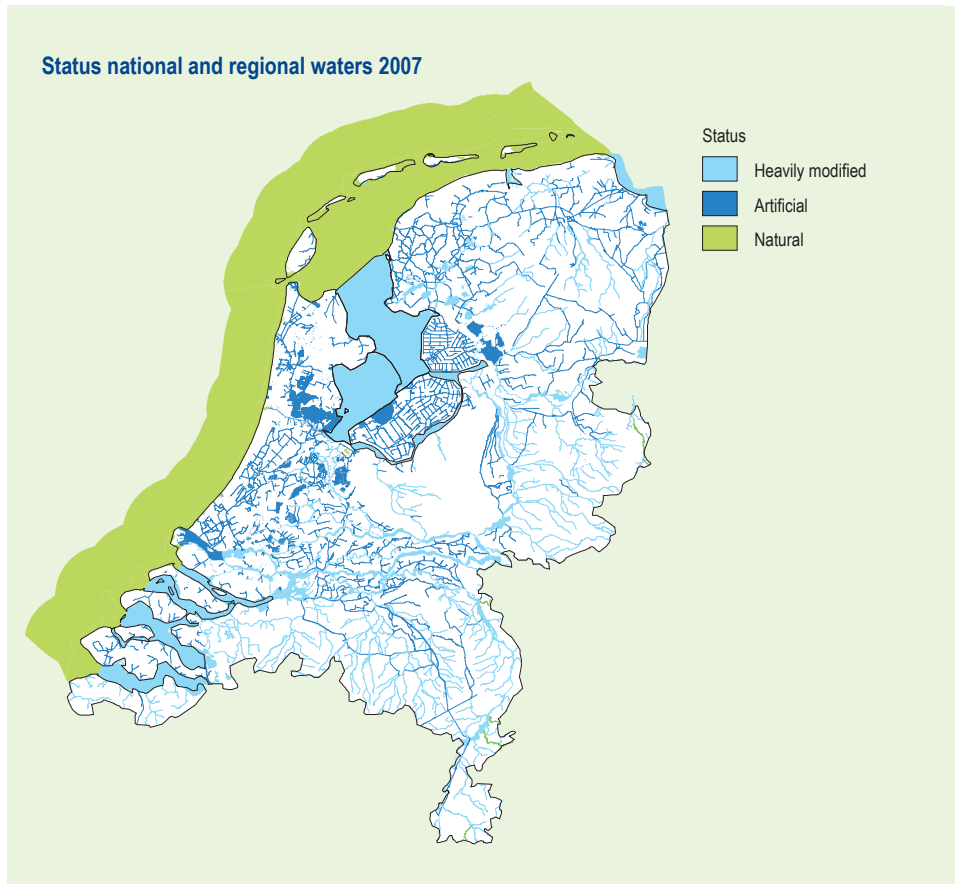 Status national and regional waters 2007
Status
Heavily modified
Artificial
Natural